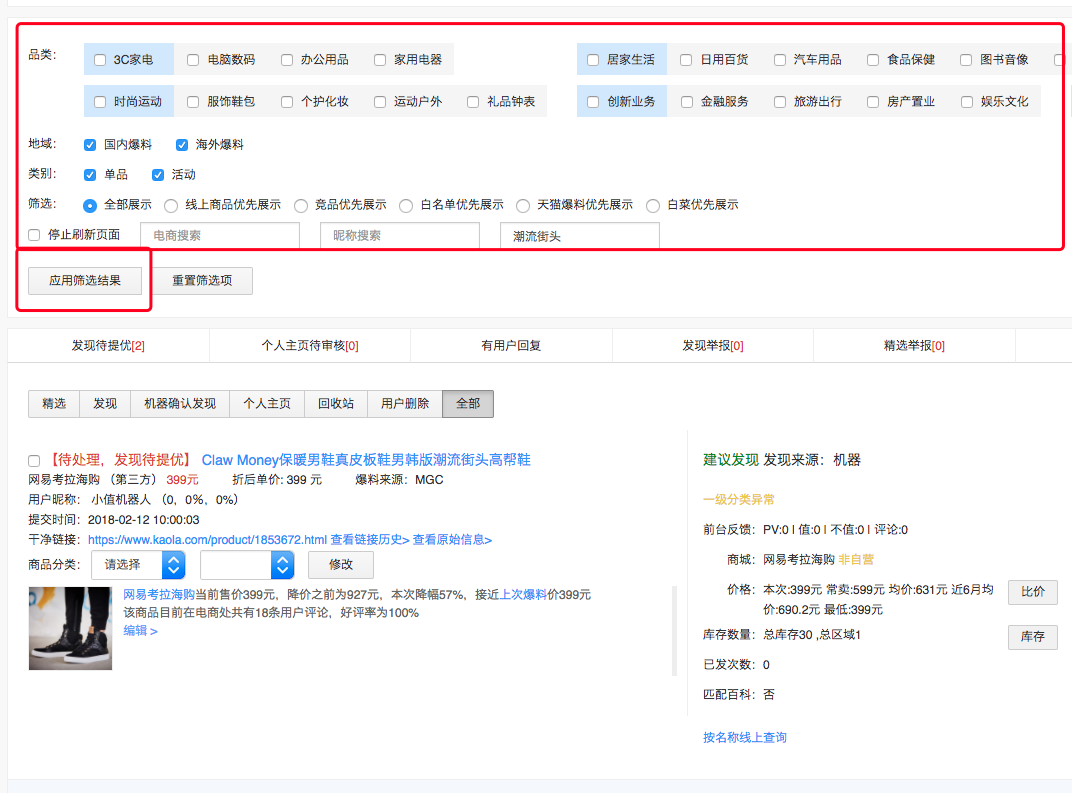 品类： 3C家电 电脑数码 办公用品 家用电器 居家生活 日用百货 汽车用品 食品保健 图书音像
时尚运动 服饰鞋包 个护化妆 运动户外 礼品钟表 创新业务 金融服务 旅游出行 房产置业 娱乐文化
地域： 国内爆料 海外爆料
类别： 单品 活动
筛选： 全部展示 线上商品优先展示 竞品优先展示 白名单优先展示 天猫爆料优先展示 白菜优先展示
停止刷新页面 电商搜索 昵称搜索 潮流街头
应用筛选结果 重置筛选项
发现待提优[2] 个人主页待审核[0] 有用户回复 发现举报[0] 精选举报[0]
精选 发现 机器确认发现 个人主页 回收站 用户删除 全部
【待处理，发现待提优】 Claw Money保暖男鞋真皮板鞋男韩版潮流街头高帮鞋
网易考拉海购 （第三方） 399元 折后单价: 399 元 爆料来源：MGC
用户昵称： 小值机器人 （0，0%，0%）
提交时间：2018-02-12 10:00:03
干净链接：https://www.kaola.com/product/1853672.html 查看链接历史> 查看原始信息>
商品分类： 请选择 修改
网易考拉海购当前售价399元，降价之前为927元，本次降幅57%，接近上次爆料价399元
该商品目前在电商处共有18条用户评论，好评率为100%
编辑 >
建议发现 发现来源：机器
一级分类异常
前台反馈：PV:0 | 值:0 | 不值:0 | 评论:0
商城：网易考拉海购 非自营
价格：本次:399元 常卖:599元 均价:631元 近6月均
价:690.2元 最低:399元
比价
库存数量：总库存30 ,总区域1
库存
已发次数：0
匹配百科：否
按名称线上查询